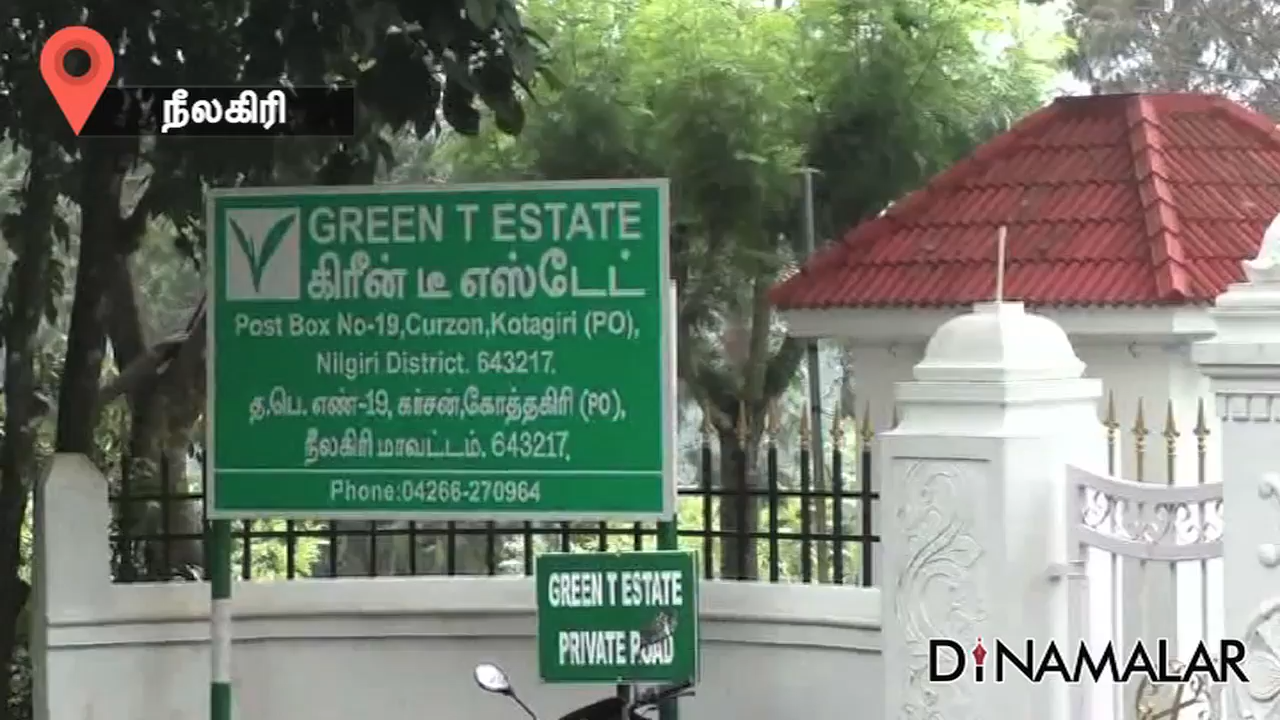 நீலகிரி
GREEN T ESTATE
கிரீன் டீ எஸ்டேட்
Post Box No-19,Curzon,Kotagiri (PO),
Nilgiri District. 643217.
த.பெ. எண்-19, கர்சன்,கோத்தகிரி (PO),
நீலகிரி மாவட்டம். 643217.
Phone:04266-270964
GREEN T ESTATE
PRIVATE ROAD
DiNAMALAR